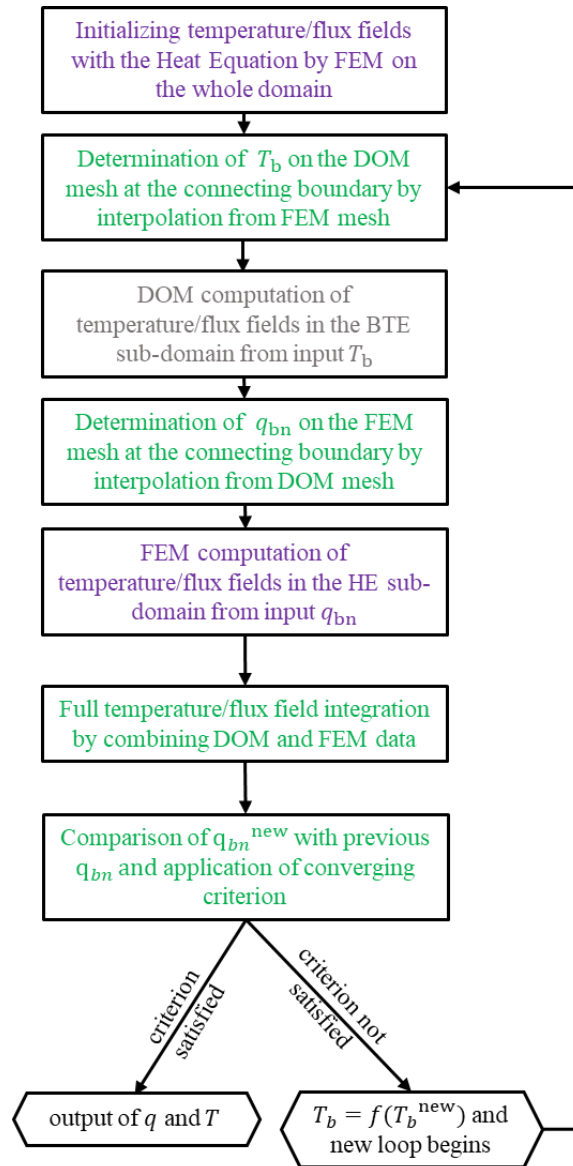 Initializing temperature/flux fields
with the Heat Equation by FEM on
the whole domain
Determination of T_b on the DOM
mesh at the connecting boundary by
interpolation from FEM mesh
DOM computation of
temperature/flux fields in the BTE
sub-domain from input T_b
Determination of q_bn on the FEM
mesh at the connecting boundary by
interpolation from DOM mesh
FEM computation of
temperature/flux fields in the HE sub-
domain from input q_bn
Full temperature/flux field integration
by combining DOM and FEM data
Comparison of q_bn^new with previous
q_bn and application of converging
criterion
criterion
satisfied
criterion not
satisfied
output of q and T
T_b = f(T_b^new) and
new loop begins